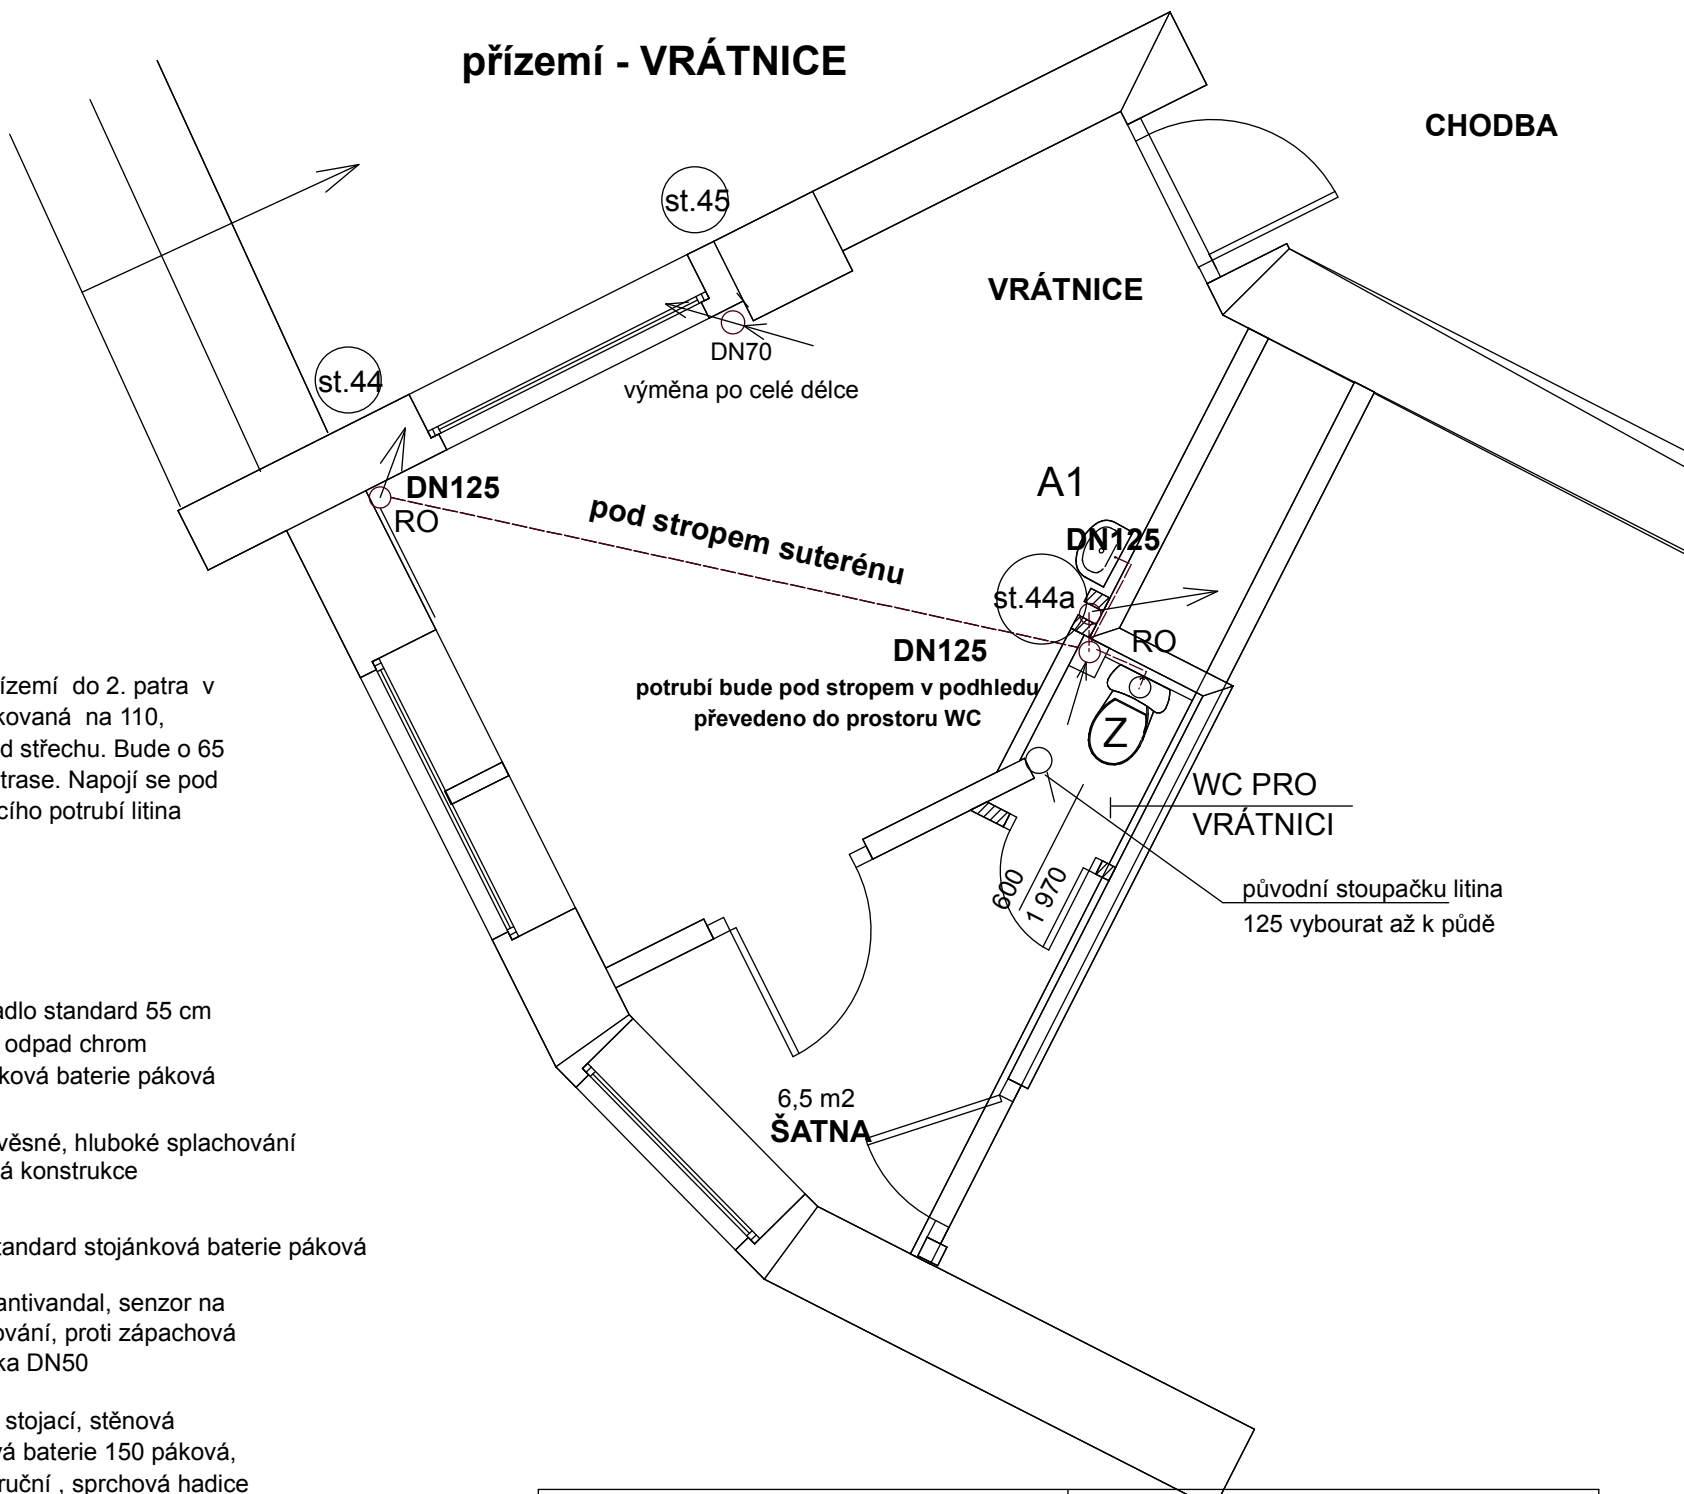 přízemí - VRÁTNICE
CHODBA
st.45
VRÁTNICE
DN70
výměna po celé délce
st.44
DN125
RO
pod stropem suterénu
A1
DN125
st.44a
RO
DN125
potrubí bude pod stropem v podhledu
převedeno do prostoru WC
Z
WC PRO
VRÁTNICI
600
1 970
původní stoupačku litina
125 vybourat až k půdě
6,5 m2
ŠATNA
ízemí do 2. patra v
kovaná na 110,
d střechu. Bude o 65
trase. Napojí se pod
cího potrubí litina
adlo standard 55 cm
odpad chrom
ková baterie páková
věsné, hluboké splachování
á konstrukce
tandard stojánková baterie páková
antivandal, senzor na
ování, proti zápachová
ka DN50
stojací, stěnová
vá baterie 150 páková,
ruční , sprchová hadice